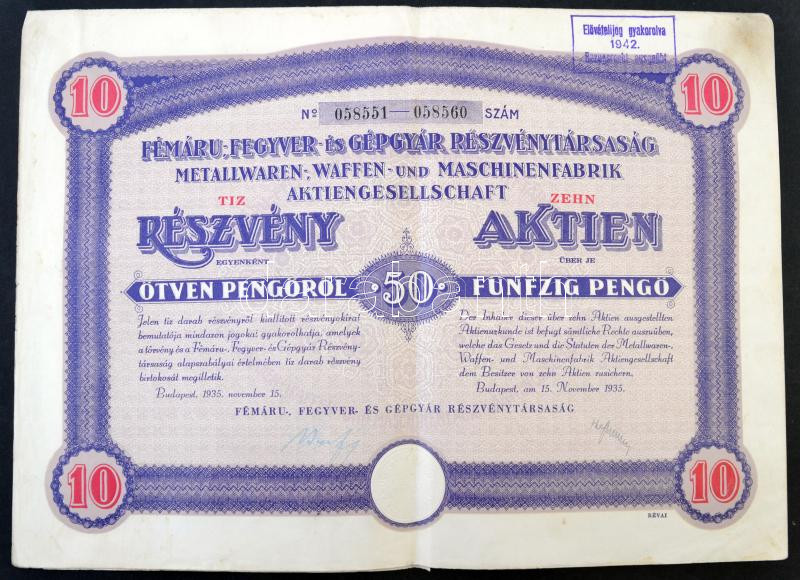 Elővételijog gyakorolva
1942.
10
10
Nº 058551—058560 SZÁM
FÉMÁRU-, FEGYVER- ÉS GÉPGYÁR RÉSZVÉNYTÁRSASÁG
METALLWAREN-, WAFFEN- UND MASCHINENFABRIK
AKTIENGESELLSCHAFT
TIZ
RÉSZVÉNY
EGYENKÉNT
ÖTVEN PENGŐRŐL
ZEHN
AKTIEN
ÜBER JE
FÜNFZIG PENGŐ
50
Jelen tíz darab részvényről kiállított részvényokirat
bemutatója mindazon jogokat gyakorolhatja, amelyek
a törvény és a Fémáru-, Fegyver- és Gépgyár Részvény-
társaság alapszabályai értelmében tíz darab részvény
birtokosát megilletik.
Budapest, 1935. november 15.
Der Inhaber dieser über zehn Aktien ausgestellten
Aktienurkunde ist befugt sämtliche Rechte auszuüben,
welche das Gesetz und die Statuten der Metallwaren-
Waffen- und Maschinenfabrik Aktiengesellschaft
dem Besitzer von zehn Aktien zusichern.
Budapest, am 15. November 1935.
FÉMÁRU-, FEGYVER- ÉS GÉPGYÁR RÉSZVÉNYTÁRSASÁG
10
10
RÉVAI